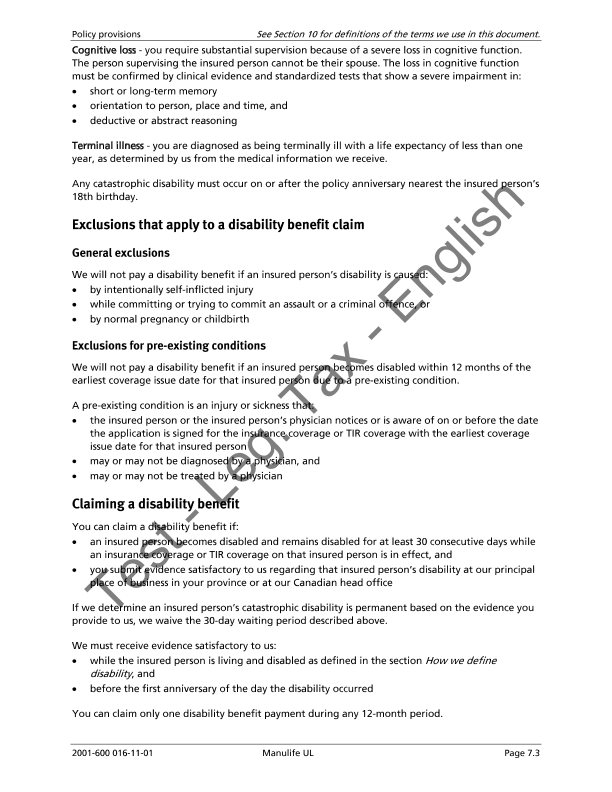 Policy provisions See Section 10 for definitions of the terms we use in this document.
Cognitive loss - you require substantial supervision because of a severe loss in cognitive function.
The person supervising the insured person cannot be their spouse. The loss in cognitive function
must be confirmed by clinical evidence and standardized tests that show a severe impairment in:
• short or long-term memory
• orientation to person, place and time, and
• deductive or abstract reasoning
Terminal illness - you are diagnosed as being terminally ill with a life expectancy of less than one
year, as determined by us from the medical information we receive.
Any catastrophic disability must occur on or after the policy anniversary nearest the insured person's
18th birthday.
Exclusions that apply to a disability benefit claim
General exclusions
We will not pay a disability benefit if an insured person's disability is caused:
• by intentionally self-inflicted injury
• while committing or trying to commit an assault or a criminal offence, or
• by normal pregnancy or childbirth
Exclusions for pre-existing conditions
We will not pay a disability benefit if an insured person becomes disabled within 12 months of the
earliest coverage issue date for that insured person due to a pre-existing condition.
A pre-existing condition is an injury or sickness that:
• the insured person or the insured person's physician notices or is aware of on or before the date
the application is signed for the insurance coverage or TIR coverage with the earliest coverage
issue date for that insured person
• may or may not be diagnosed by a physician, and
• may or may not be treated by a physician
Claiming a disability benefit
You can claim a disability benefit if:
• an insured person becomes disabled and remains disabled for at least 30 consecutive days while
an insurance coverage or TIR coverage on that insured person is in effect, and
• you submit evidence satisfactory to us regarding that insured person's disability at our principal
place of business in your province or at our Canadian head office
If we determine an insured person's catastrophic disability is permanent based on the evidence you
provide to us, we waive the 30-day waiting period described above.
We must receive evidence satisfactory to us:
• while the insured person is living and disabled as defined in the section How we define
disability, and
• before the first anniversary of the day the disability occurred
You can claim only one disability benefit payment during any 12-month period.
2001-600 016-11-01 Manulife UL Page 7.3
Test - Leg. Tax - English